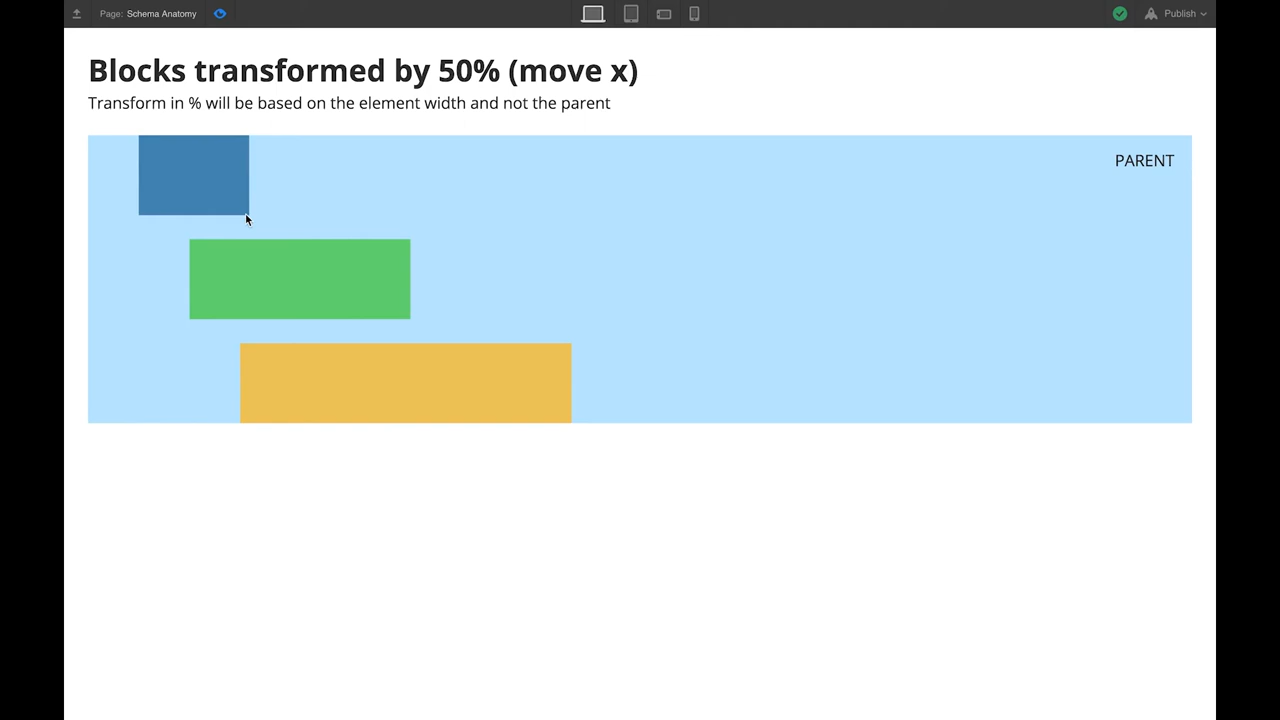 Page: Schema Anatomy
Publish
Blocks transformed by 50% (move x)
Transform in % will be based on the element width and not the parent
PARENT